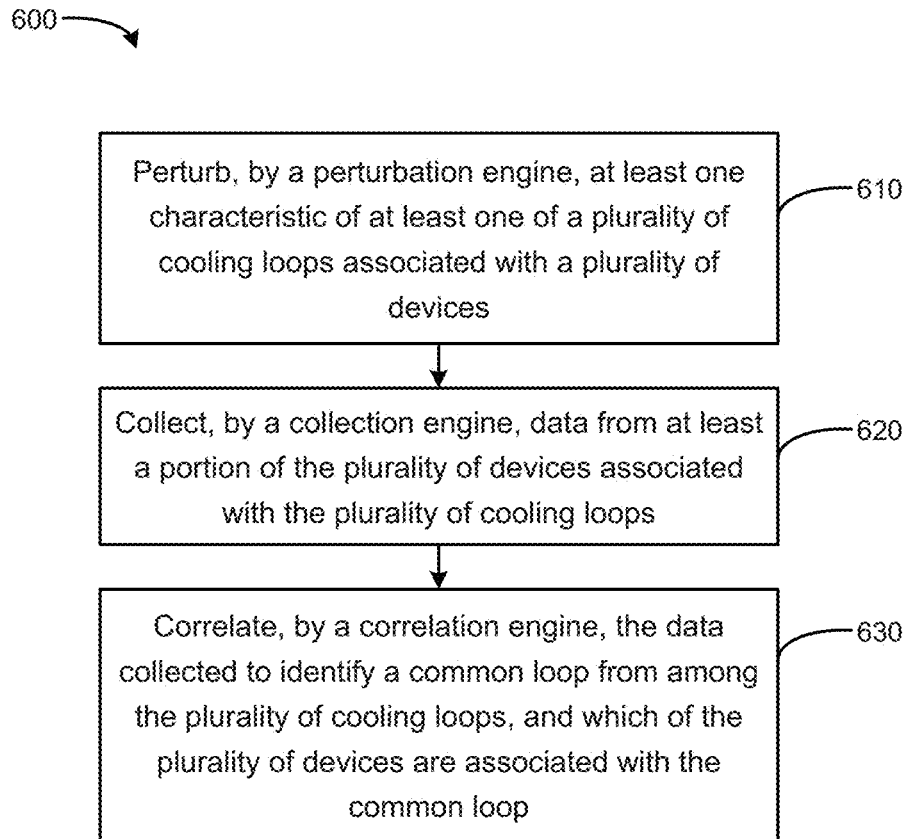 600
Perturb, by a perturbation engine, at least one
characteristic of at least one of a plurality of
cooling loops associated with a plurality of
devices
610
Collect, by a collection engine, data from at least
a portion of the plurality of devices associated
with the plurality of cooling loops
620
Correlate, by a correlation engine, the data
collected to identify a common loop from among
the plurality of cooling loops, and which of the
plurality of devices are associated with the
common loop
630